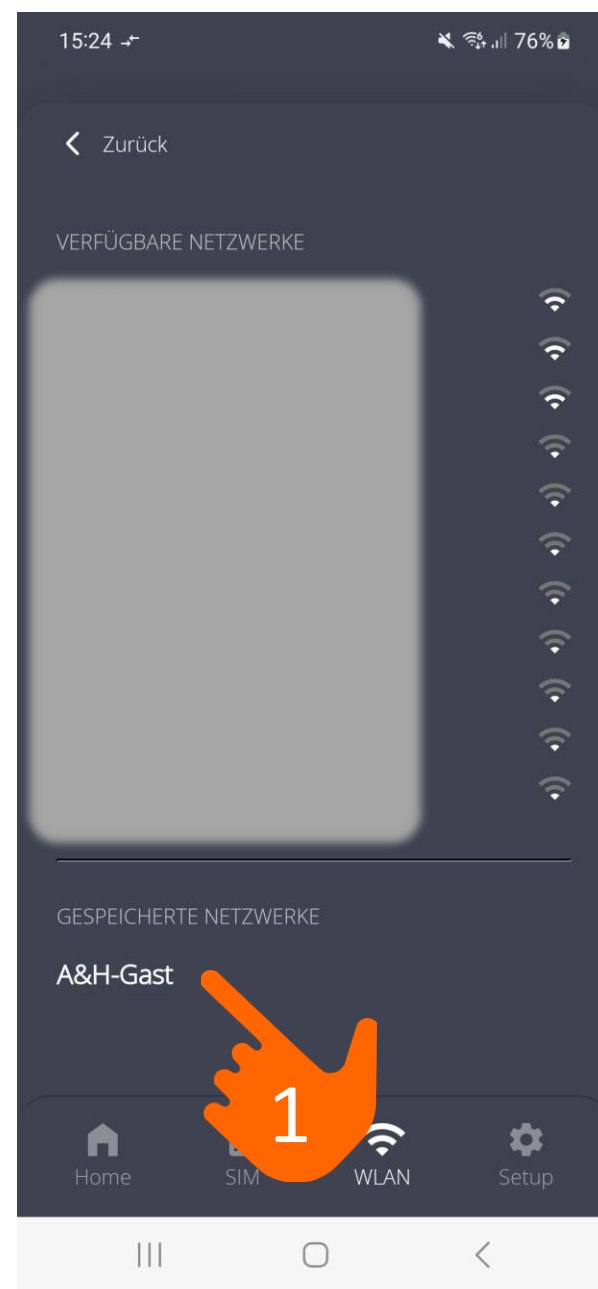 15:24 76%
Zurück
VERFÜGBARE NETZWERKE
GESPEICHERTE NETZWERKE
A&H-Gast
1
Home SIM WLAN Setup